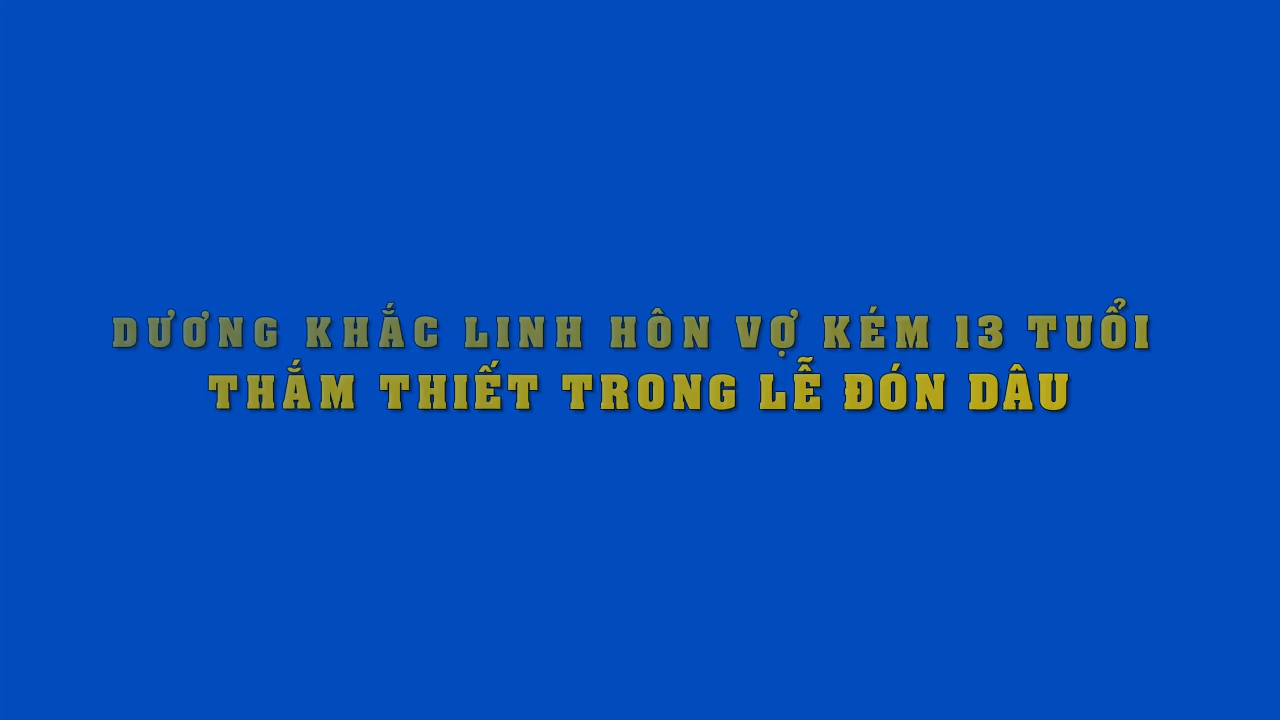 DƯƠNG KHẮC LINH HÔN VỢ KÉM 13 TUỔI
THẮM THIẾT TRONG LỄ ĐÓN DÂU